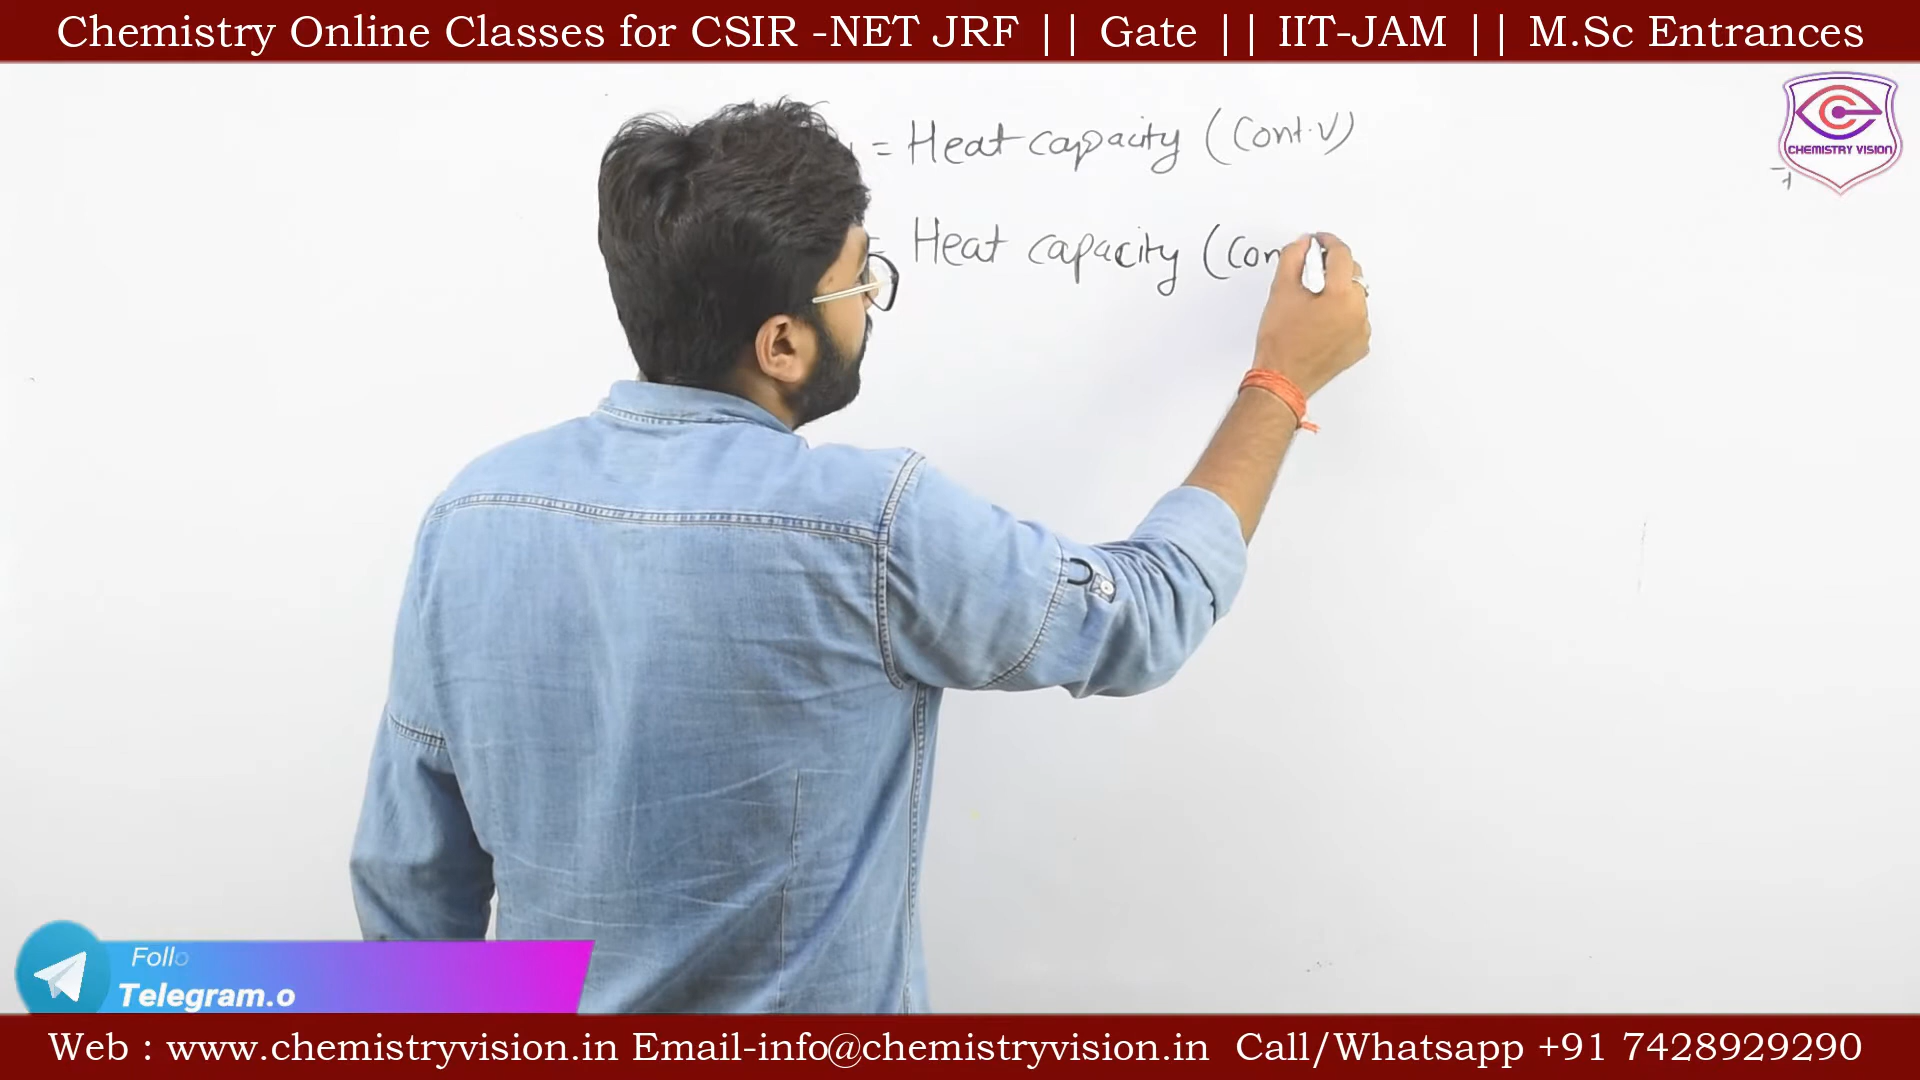 Chemistry Online Classes for CSIR -NET JRF || Gate || IIT-JAM || M.Sc Entrances
= Heat capacity (Cont. V)
CHEMISTRY VISION
= Heat capacity (Con
Follo
Telegram.o
Web : www.chemistryvision.in Email-info@chemistryvision.in Call/Whatsapp +91 7428929290